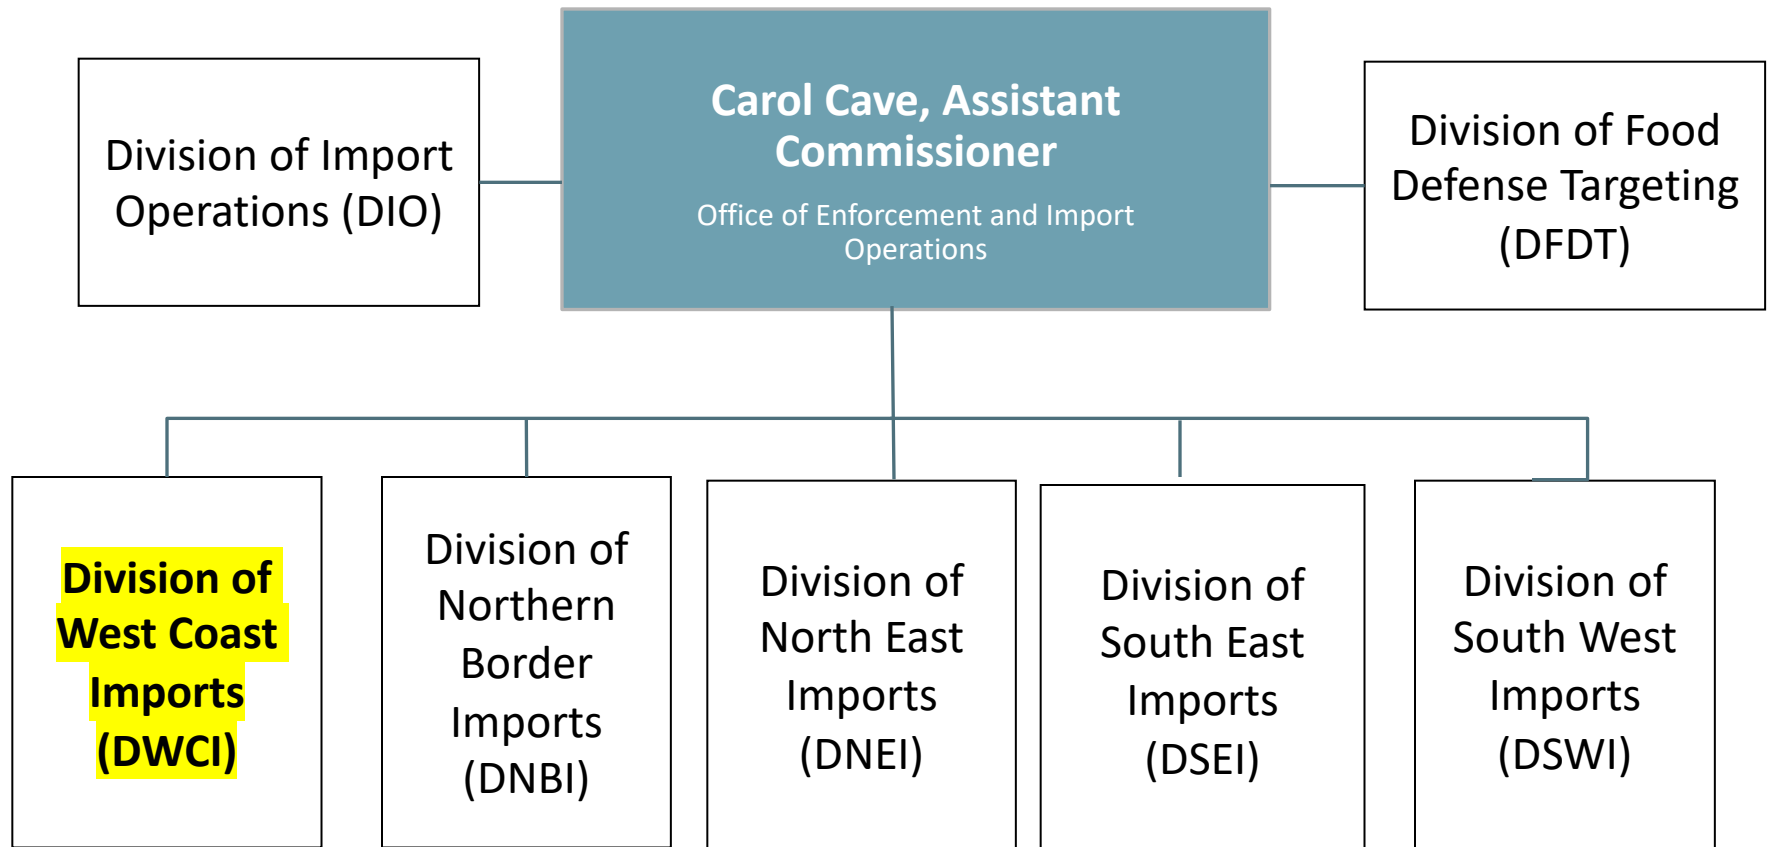 Division of Import
Operations (DIO)
Carol Cave, Assistant
Commissioner
Office of Enforcement and Import
Operations
Division of Food
Defense Targeting
(DFDT)
Division of
West Coast
Imports
(DWCI)
Division of
Northern
Border
Imports
(DNBI)
Division of
North East
Imports
(DNEI)
Division of
South East
Imports
(DSEI)
Division of
South West
Imports
(DSWI)